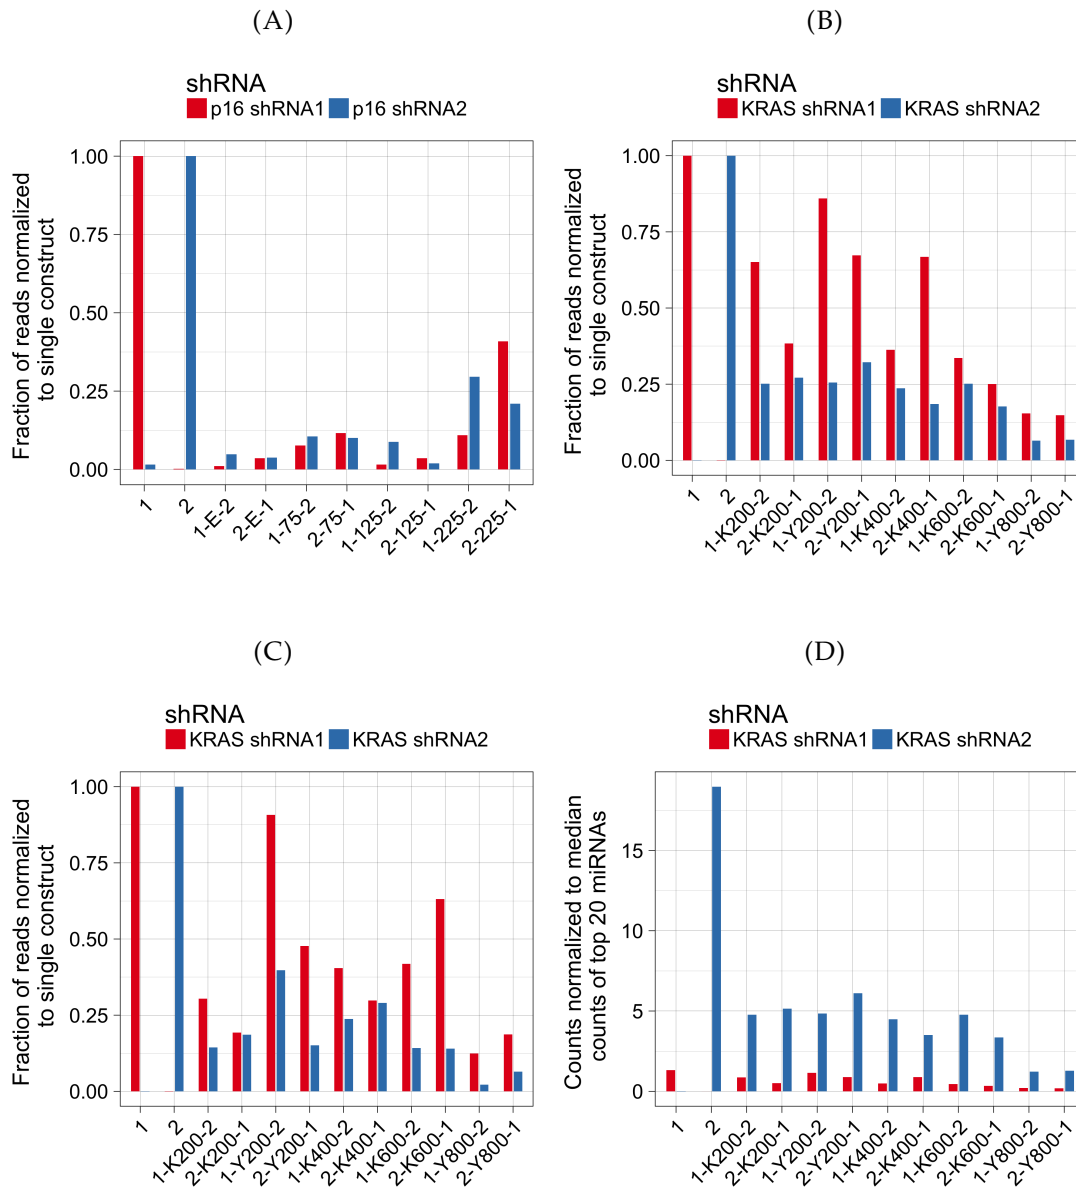 (A)
shRNA
p16 shRNA1 p16 shRNA2
Fraction of reads normalized
to single construct
1.00
0.75
0.50
0.25
0.00
1
2
1-E-2
2-E-1
1-75-2
2-75-1
1-125-2
2-125-1
1-225-2
2-225-1
(B)
shRNA
KRAS shRNA1 KRAS shRNA2
Fraction of reads normalized
to single construct
1.00
0.75
0.50
0.25
0.00
1
2
1-K200-2
2-K200-1
1-Y200-2
2-Y200-1
1-K400-2
2-K400-1
1-K600-2
2-K600-1
1-Y800-2
2-Y800-1
(C)
shRNA
KRAS shRNA1 KRAS shRNA2
Fraction of reads normalized
to single construct
1.00
0.75
0.50
0.25
0.00
1
2
1-K200-2
2-K200-1
1-Y200-2
2-Y200-1
1-K400-2
2-K400-1
1-K600-2
2-K600-1
1-Y800-2
2-Y800-1
(D)
shRNA
KRAS shRNA1 KRAS shRNA2
Counts normalized to median
counts of top 20 miRNAs
15
10
5
0
1
2
1-K200-2
2-K200-1
1-Y200-2
2-Y200-1
1-K400-2
2-K400-1
1-K600-2
2-K600-1
1-Y800-2
2-Y800-1